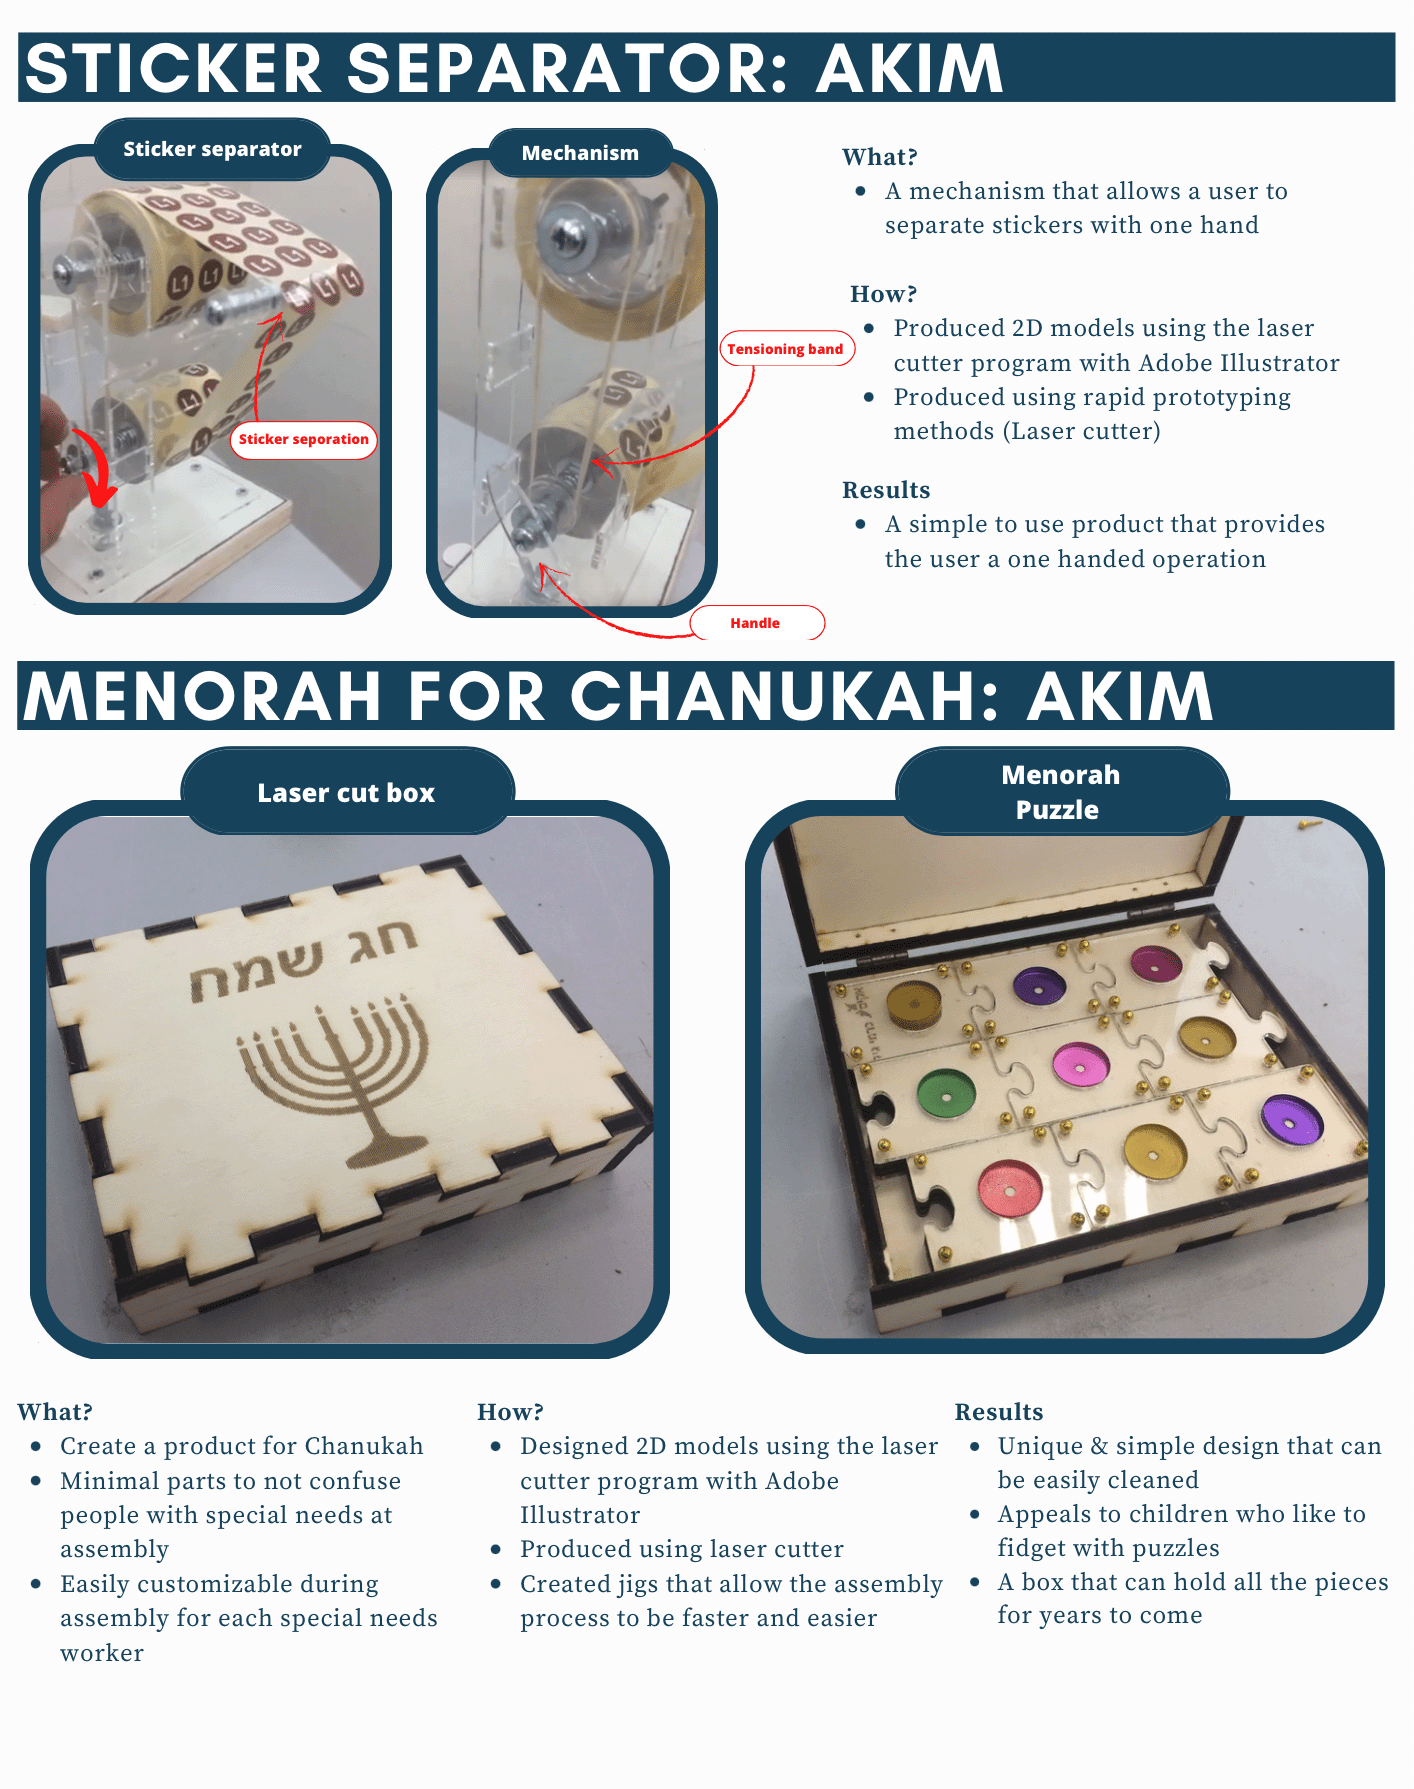 STICKER SEPARATOR: AKIM
Sticker separator
Mechanism
L1 L1 L1
Sticker seporation
Tensioning band
Handle
What?
• A mechanism that allows a user to
separate stickers with one hand
How?
• Produced 2D models using the laser
cutter program with Adobe Illustrator
• Produced using rapid prototyping
methods (Laser cutter)
Results
• A simple to use product that provides
the user a one handed operation
MENORAH FOR CHANUKAH: AKIM
Laser cut box
חג שמח
Menorah
Puzzle
What?
• Create a product for Chanukah
• Minimal parts to not confuse
people with special needs at
assembly
• Easily customizable during
assembly for each special needs
worker
How?
• Designed 2D models using the laser
cutter program with Adobe
Illustrator
• Produced using laser cutter
• Created jigs that allow the assembly
process to be faster and easier
Results
• Unique & simple design that can
be easily cleaned
• Appeals to children who like to
fidget with puzzles
• A box that can hold all the pieces
for years to come